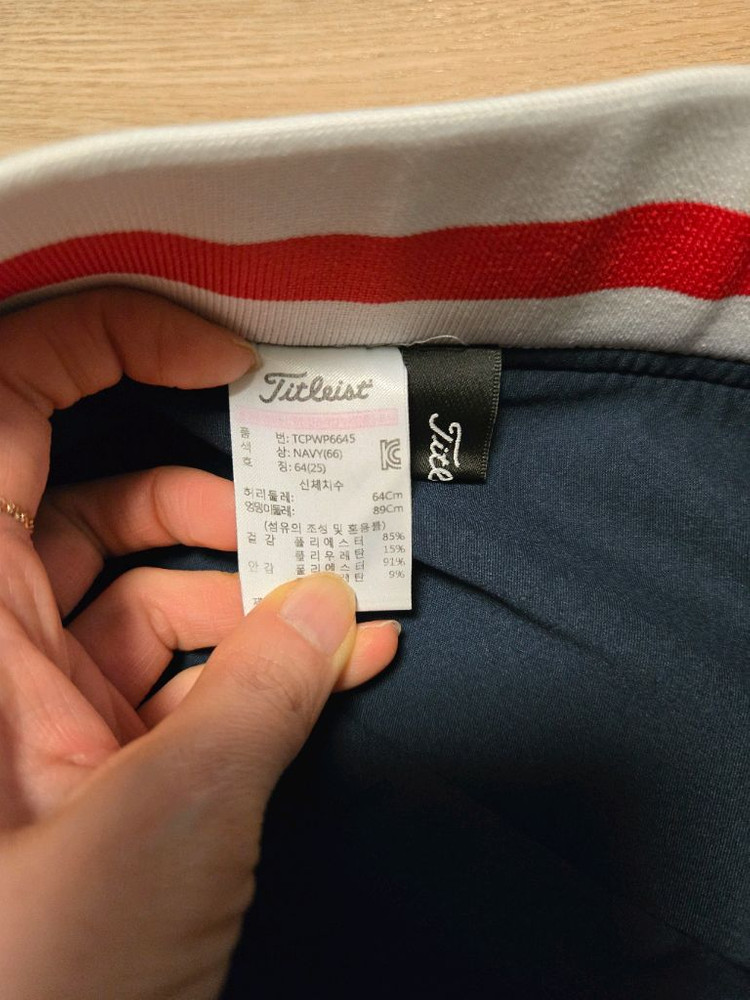 Titleist
품 번: TCPWP6645
색 상: NAVY(66)
호 칭: 64(25)
신체치수
허리둘레: 64Cm
엉덩이둘레: 89Cm
(섬유의 조성 및 혼용률)
겉 감 폴리에스터 85%
폴리우레탄 15%
안 감 폴리에스터 91%
탄 9%
Titl